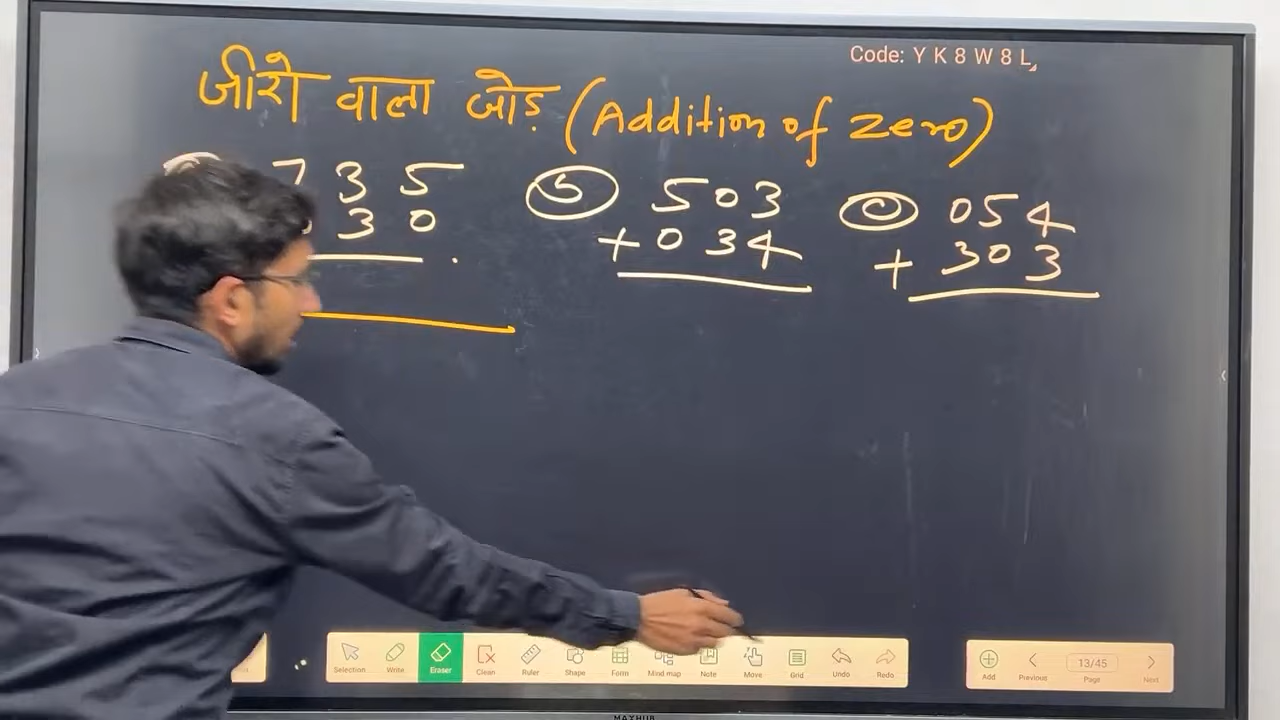 Code: Y K 8 W 8 L
जीरो वाला जोड़ (Addition of zero)
7 3 5
3 0
5 0 3
+ 0 3 4
0 5 4
+ 3 0 3
Selection Write Eraser Clean Ruler Shape Form Mind map Note Move Grid Undo Redo
Add Previous 13/45 Page Next
MAXHUB